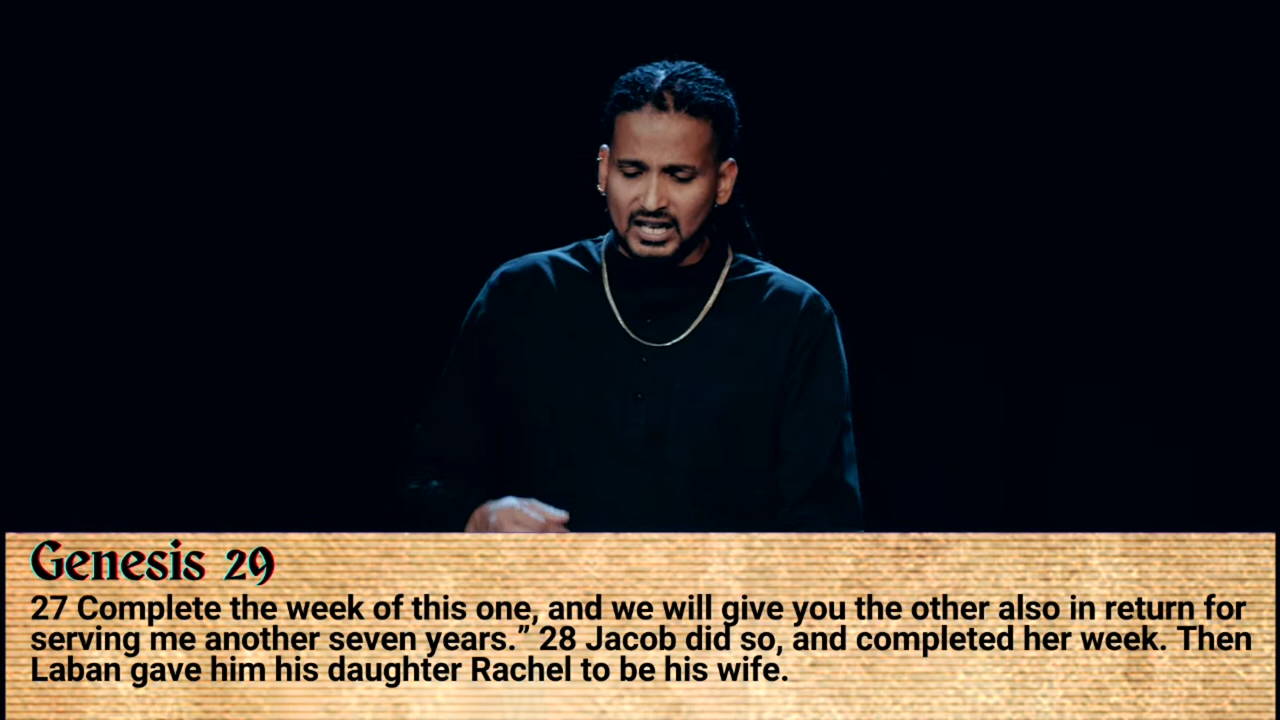 Genesis 29
27 Complete the week of this one, and we will give you the other also in return for
serving me another seven years.” 28 Jacob did so, and completed her week. Then
Laban gave him his daughter Rachel to be his wife.